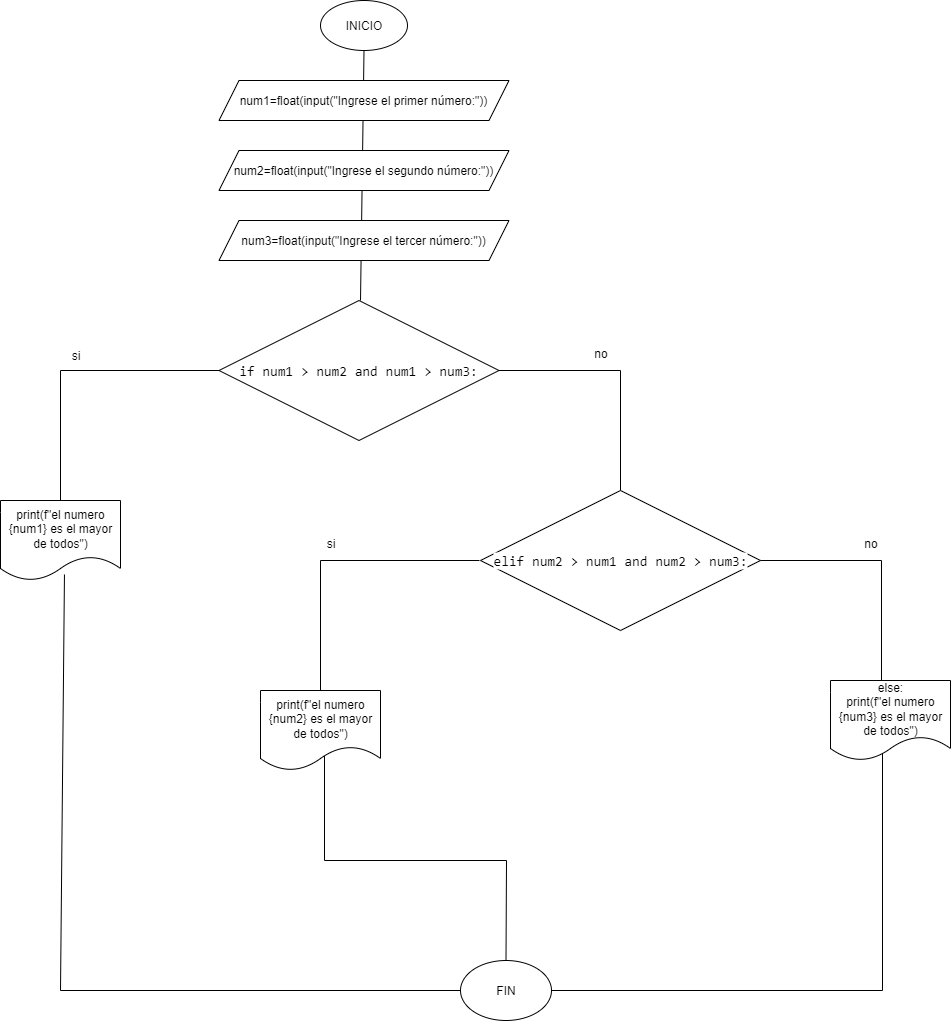 INICIO
num1=float(input("Ingrese el primer número:"))
num2=float(input("Ingrese el segundo número:"))
num3=float(input("Ingrese el tercer número:"))
si
no
if num1 > num2 and num1 > num3:
print(f"el numero
{num1} es el mayor
de todos")
si
no
elif num2 > num1 and num2 > num3:
print(f"el numero
{num2} es el mayor
de todos")
else:
print(f"el numero
{num3} es el mayor
de todos")
FIN